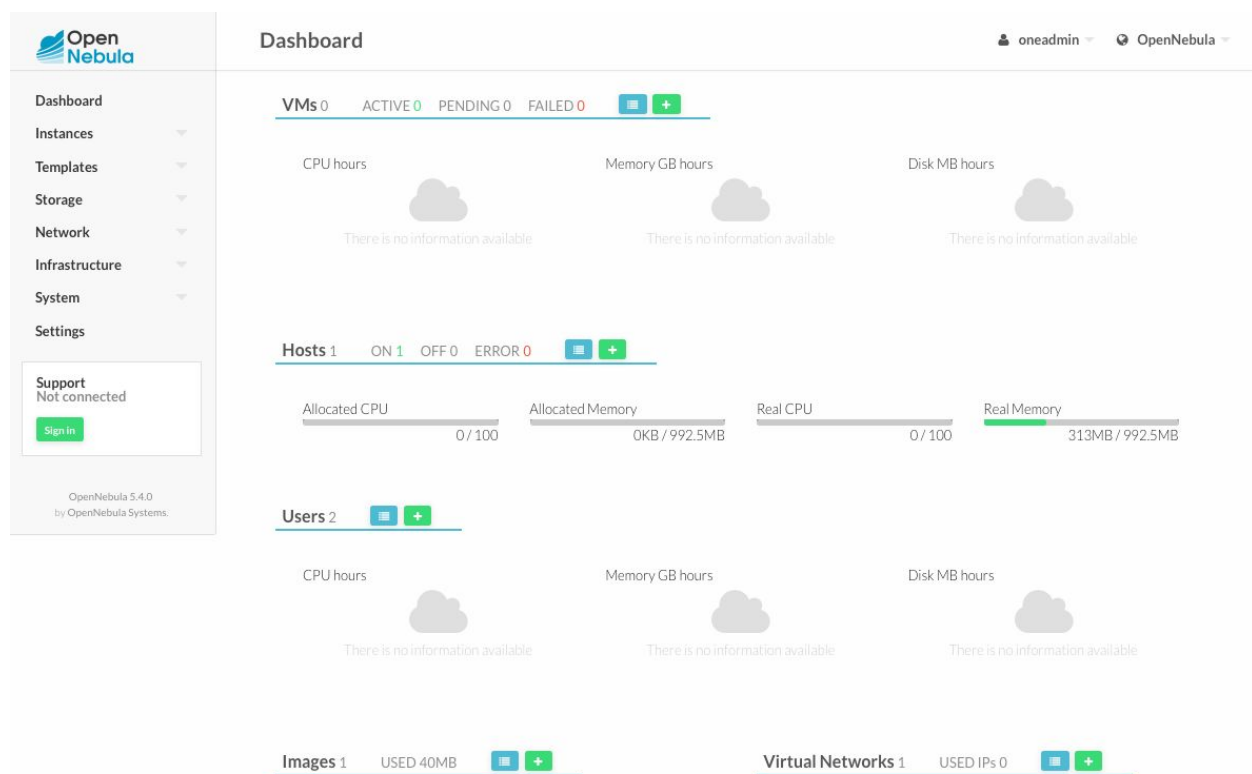 Open
Nebula
Dashboard
oneadmin
OpenNebula
Dashboard
Instances
Templates
Storage
Network
Infrastructure
System
Settings
Support
Not connected
Sign in
OpenNebula 5.4.0
by OpenNebula Systems.
VMs 0 ACTIVE 0 PENDING 0 FAILED 0
CPU hours Memory GB hours Disk MB hours
There is no information available There is no information available There is no information available
Hosts 1 ON 1 OFF 0 ERROR 0
Allocated CPU Allocated Memory Real CPU Real Memory
0 / 100 0KB / 992.5MB 0 / 100 313MB / 992.5MB
Users 2
CPU hours Memory GB hours Disk MB hours
There is no information available There is no information available There is no information available
Images 1 USED 40MB Virtual Networks 1 USED IPs 0